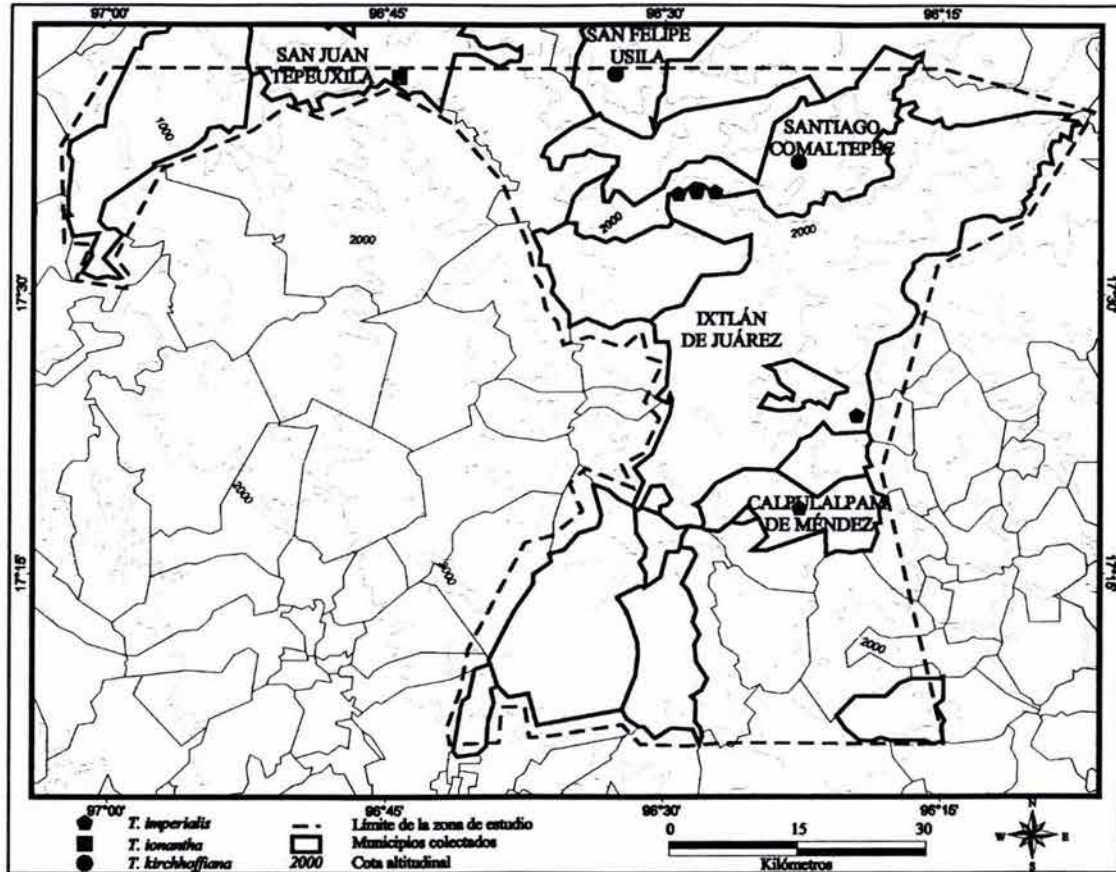 97°00'
96°45'
96°30'
96°15'
SAN JUAN
TEPEUXILA
SAN FELIPE
USILA
1000
SANTIAGO
COMALTEPEC
2000
2000
2000
17°30'
17°30'
IXTLÁN
DE JUÁREZ
2000
CALPULALPAM
DE MÉNDEZ
17°15'
17°15'
2000
97°00'
96°45'
96°30'
96°15'
T. imperialis
Límite de la zona de estudio
T. ionantha
Municipios colectados
T. kirchhoffiana
2000
Cota altitudinal
0
15
30
Kilómetros
N
W
E
S